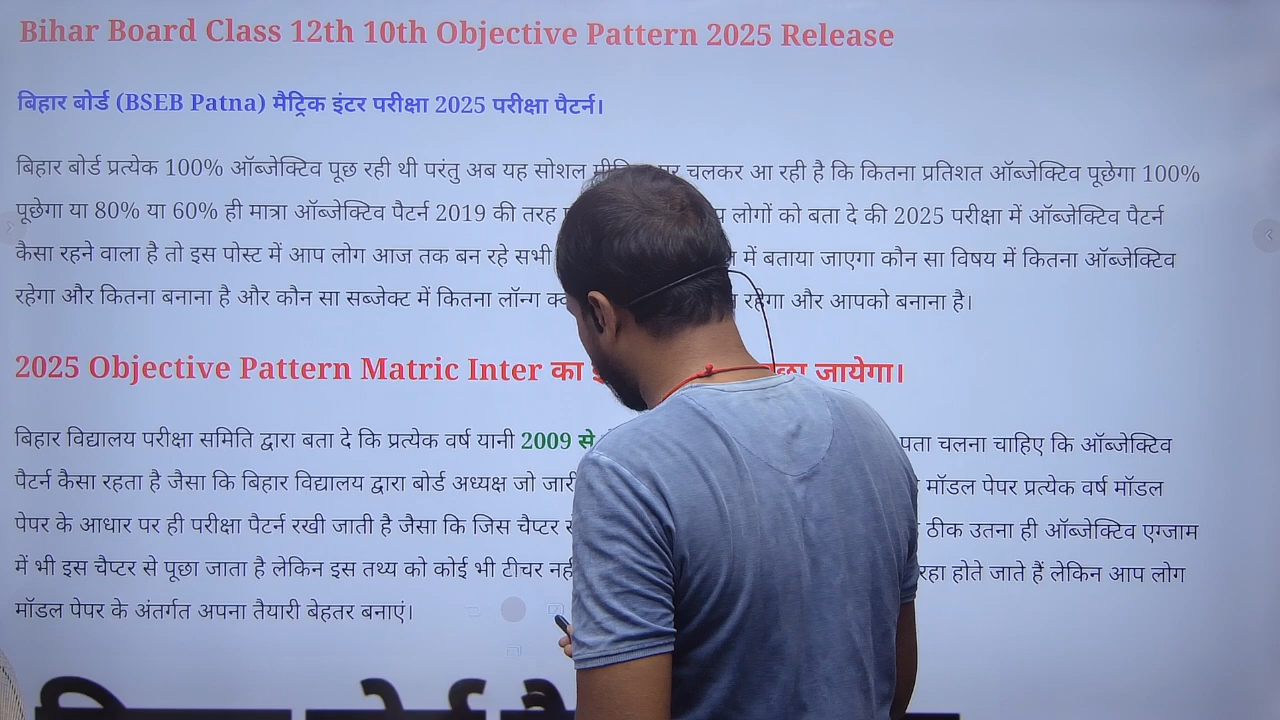 Bihar Board Class 12th 10th Objective Pattern 2025 Release
बिहार बोर्ड (BSEB Patna) मैट्रिक इंटर परीक्षा 2025 परीक्षा पैटर्न।
बिहार बोर्ड प्रत्येक 100% ऑब्जेक्टिव पूछ रही थी परंतु अब यह सोशल चलकर आ रही है कि कितना प्रतिशत ऑब्जेक्टिव पूछेगा 100%
पूछेगा या 80% या 60% ही मात्रा ऑब्जेक्टिव पैटर्न 2019 की तरह लोगों को बता दे की 2025 परीक्षा में ऑब्जेक्टिव पैटर्न
कैसा रहने वाला है तो इस पोस्ट में आप लोग आज तक बन रहे सभी में बताया जाएगा कौन सा विषय में कितना ऑब्जेक्टिव
रहेगा और कितना बनाना है और कौन सा सब्जेक्ट में कितना लॉन्ग रहेगा और आपको बनाना है।
2025 Objective Pattern Matric Inter का जायेगा।
बिहार विद्यालय परीक्षा समिति द्वारा बता दे कि प्रत्येक वर्ष यानी 2009 से पता चलना चाहिए कि ऑब्जेक्टिव
पैटर्न कैसा रहता है जैसा कि बिहार विद्यालय द्वारा बोर्ड अध्यक्ष जो जारी मॉडल पेपर प्रत्येक वर्ष मॉडल
पेपर के आधार पर ही परीक्षा पैटर्न रखी जाती है जैसा कि जिस चैप्टर ठीक उतना ही ऑब्जेक्टिव एग्जाम
में भी इस चैप्टर से पूछा जाता है लेकिन इस तथ्य को कोई भी टीचर रहा होते जाते हैं लेकिन आप लोग
मॉडल पेपर के अंतर्गत अपना तैयारी बेहतर बनाएं।